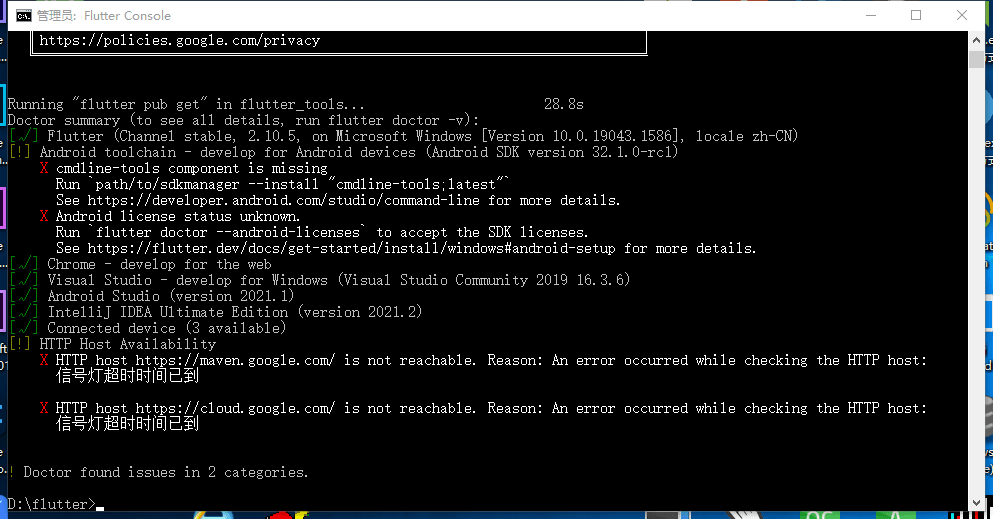 管理员: Flutter Console
https://policies.google.com/privacy
Running "flutter pub get" in flutter_tools... 28.8s
Doctor summary (to see all details, run flutter doctor -v):
[√] Flutter (Channel stable, 2.10.5, on Microsoft Windows [Version 10.0.19043.1586], locale zh-CN)
[!] Android toolchain - develop for Android devices (Android SDK version 32.1.0-rc1)
X cmdline-tools component is missing
Run `path/to/sdkmanager --install "cmdline-tools;latest"`
See https://developer.android.com/studio/command-line for more details.
X Android license status unknown.
Run `flutter doctor --android-licenses` to accept the SDK licenses.
See https://flutter.dev/docs/get-started/install/windows#android-setup for more details.
[√] Chrome - develop for the web
[√] Visual Studio - develop for Windows (Visual Studio Community 2019 16.3.6)
[√] Android Studio (version 2021.1)
[√] IntelliJ IDEA Ultimate Edition (version 2021.2)
[√] Connected device (3 available)
[!] HTTP Host Availability
X HTTP host https://maven.google.com/ is not reachable. Reason: An error occurred while checking the HTTP host:
信号灯超时时间已到
X HTTP host https://cloud.google.com/ is not reachable. Reason: An error occurred while checking the HTTP host:
信号灯超时时间已到
! Doctor found issues in 2 categories.
D:\flutter>